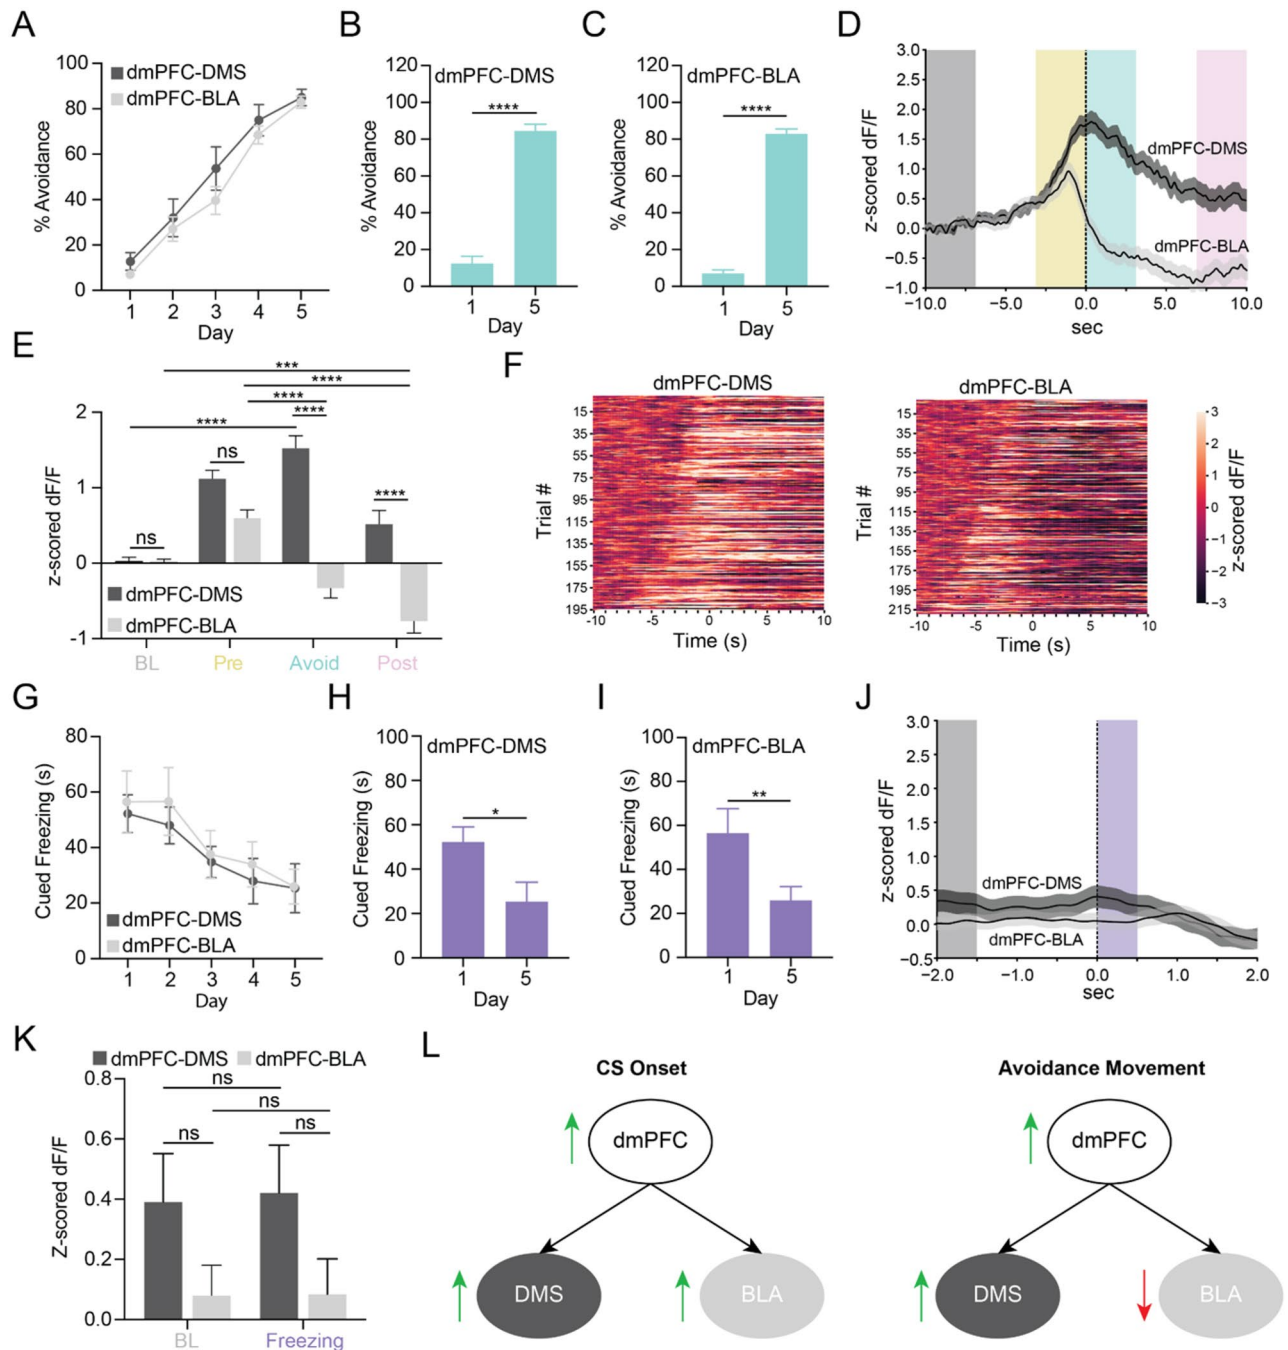 A
B
C
D
100
80
60
40
20
0
% Avoidance
dmPFC-DMS
dmPFC-BLA
1 2 3 4 5
Day
120
100
80
60
40
20
0
% Avoidance
dmPFC-DMS
****
1 5
Day
120
100
80
60
40
20
0
% Avoidance
dmPFC-BLA
****
1 5
Day
3.0
2.5
2.0
1.5
1.0
0.5
0.0
-0.5
-1.0
z-scored dF/F
dmPFC-DMS
dmPFC-BLA
-10.0 -5.0 0.0 5.0 10.0
sec
E
***
****
****
****
****
ns
****
ns
2
1
0
-1
z-scored dF/F
dmPFC-DMS
dmPFC-BLA
BL Pre Avoid Post
F
dmPFC-DMS
15
35
55
75
95
115
135
155
175
195
Trial #
-10 -5 0 5 10
Time (s)
dmPFC-BLA
15
35
55
75
95
115
135
155
175
195
215
Trial #
-10 -5 0 5 10
Time (s)
3
2
1
0
-1
-2
-3
z-scored dF/F
G
80
60
40
20
0
Cued Freezing (s)
dmPFC-DMS
dmPFC-BLA
1 2 3 4 5
Day
H
100
80
60
40
20
0
Cued Freezing (s)
dmPFC-DMS
*
1 5
Day
I
100
80
60
40
20
0
Cued Freezing (s)
dmPFC-BLA
**
1 5
Day
J
3.0
2.5
2.0
1.5
1.0
0.5
0.0
-0.5
z-scored dF/F
dmPFC-DMS
dmPFC-BLA
-2.0 -1.0 0.0 1.0 2.0
sec
K
dmPFC-DMS dmPFC-BLA
0.8
0.6
0.4
0.2
0.0
Z-scored dF/F
ns
ns
ns
ns
BL Freezing
L
CS Onset
dmPFC
DMS BLA
Avoidance Movement
dmPFC
DMS BLA